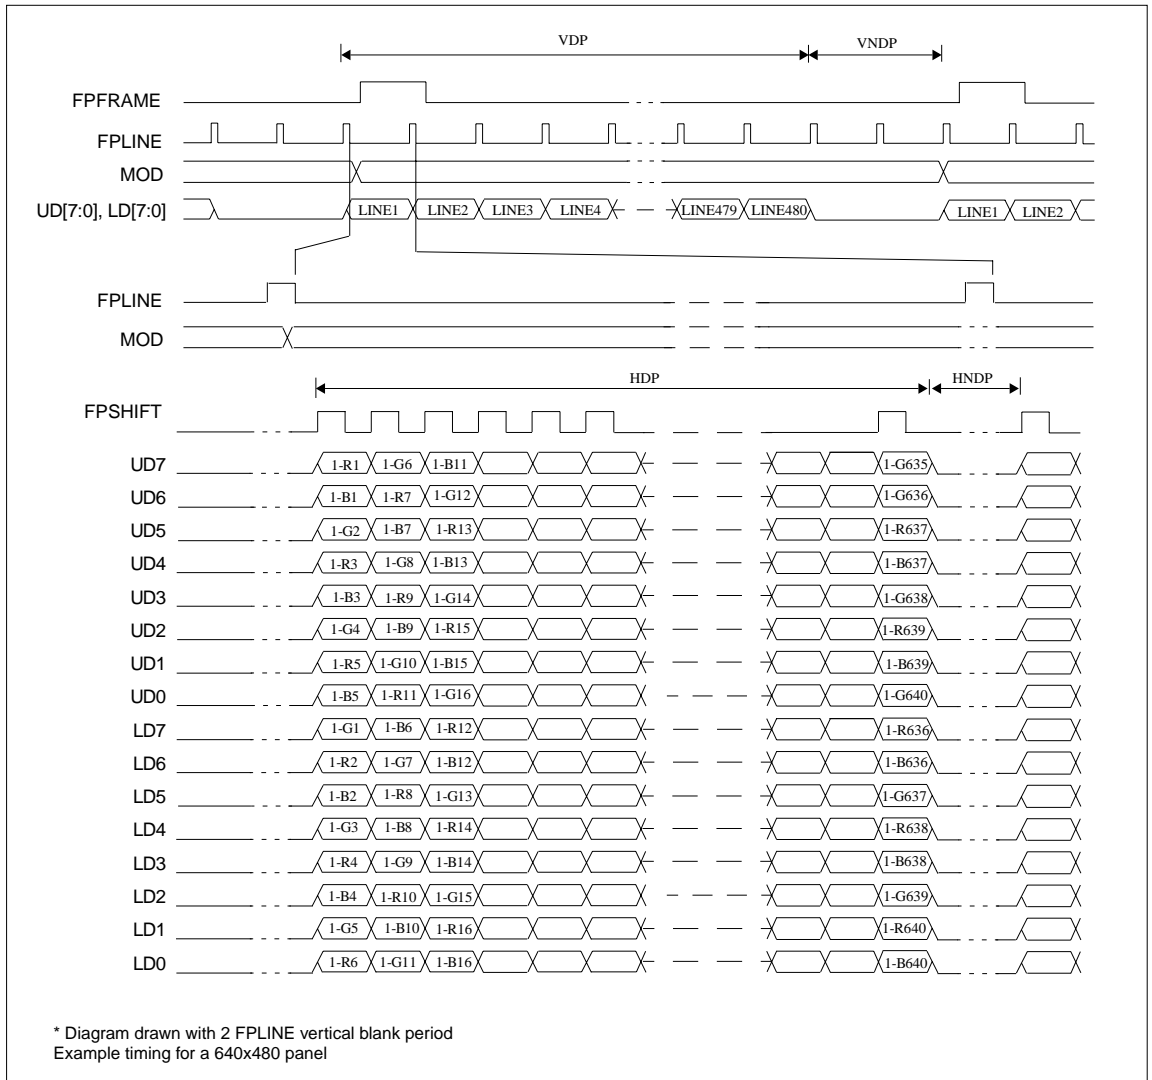 VDP VNDP
FPFRAME
FPLINE
MOD
UD[7:0], LD[7:0] LINE1 LINE2 LINE3 LINE4 LINE479 LINE480 LINE1 LINE2
FPLINE
MOD
HDP HNDP
FPSHIFT
UD7 1-R1 1-G6 1-B11 1-G635
UD6 1-B1 1-R7 1-G12 1-G636
UD5 1-G2 1-B7 1-R13 1-R637
UD4 1-R3 1-G8 1-B13 1-B637
UD3 1-B3 1-R9 1-G14 1-G638
UD2 1-G4 1-B9 1-R15 1-R639
UD1 1-R5 1-G10 1-B15 1-B639
UD0 1-B5 1-R11 1-G16 1-G640
LD7 1-G1 1-B6 1-R12 1-R636
LD6 1-R2 1-G7 1-B12 1-B636
LD5 1-B2 1-R8 1-G13 1-G637
LD4 1-G3 1-B8 1-R14 1-R638
LD3 1-R4 1-G9 1-B14 1-B638
LD2 1-B4 1-R10 1-G15 1-G639
LD1 1-G5 1-B10 1-R16 1-R640
LD0 1-R6 1-G11 1-B16 1-B640
* Diagram drawn with 2 FPLINE vertical blank period
Example timing for a 640x480 panel